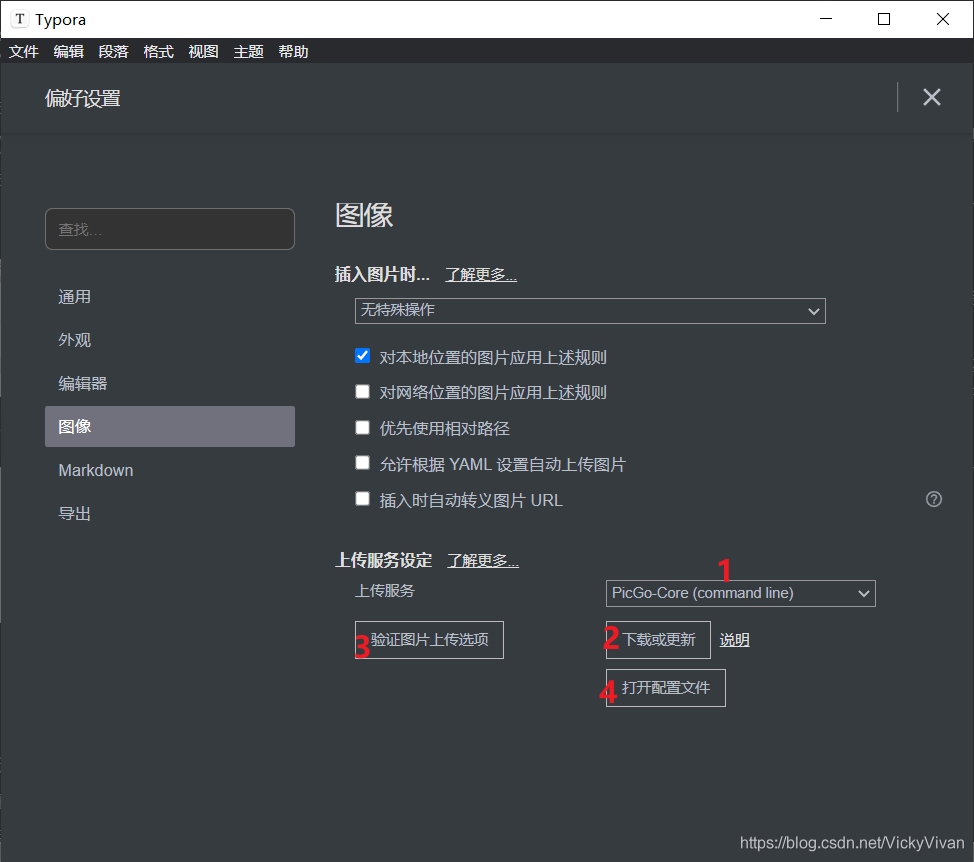 T Typora
文件 编辑 段落 格式 视图 主题 帮助
偏好设置
查找...
通用
外观
编辑器
图像
Markdown
导出
图像
插入图片时... 了解更多...
无特殊操作
对本地位置的图片应用上述规则
对网络位置的图片应用上述规则
优先使用相对路径
允许根据 YAML 设置自动上传图片
插入时自动转义图片 URL
?
上传服务设定 了解更多...
1
上传服务 PicGo-Core (command line)
3 验证图片上传选项 2 下载或更新 说明
4 打开配置文件
https://blog.csdn.net/VickyVivan